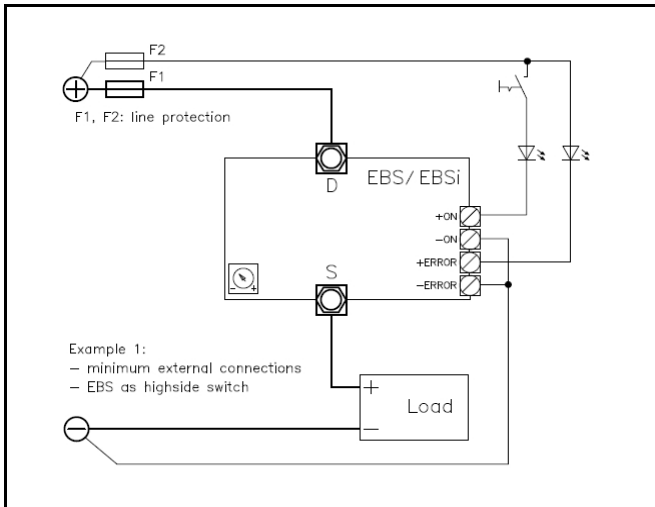 F2
F1
F1, F2: line protection
D
EBS/ EBSi
+ON
−ON
+ERROR
−ERROR
S
− +
Example 1:
− minimum external connections
− EBS as highside switch
+
Load
−